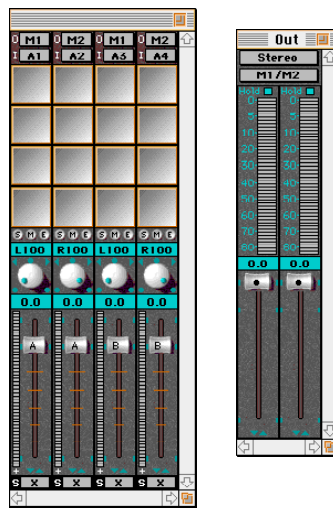 O M1 O M2 O M1 O M2
I A1 I A2 I A3 I A4
S M E S M E S M E S M E
L100 R100 L100 R100
0.0 0.0 0.0 0.0
A A B B
S X S X S X S X
Out
Stereo
M1/M2
Hold Hold
0 0
5 5
10 10
20 20
30 30
40 40
50 50
60 60
70 70
80 80
0.0 0.0